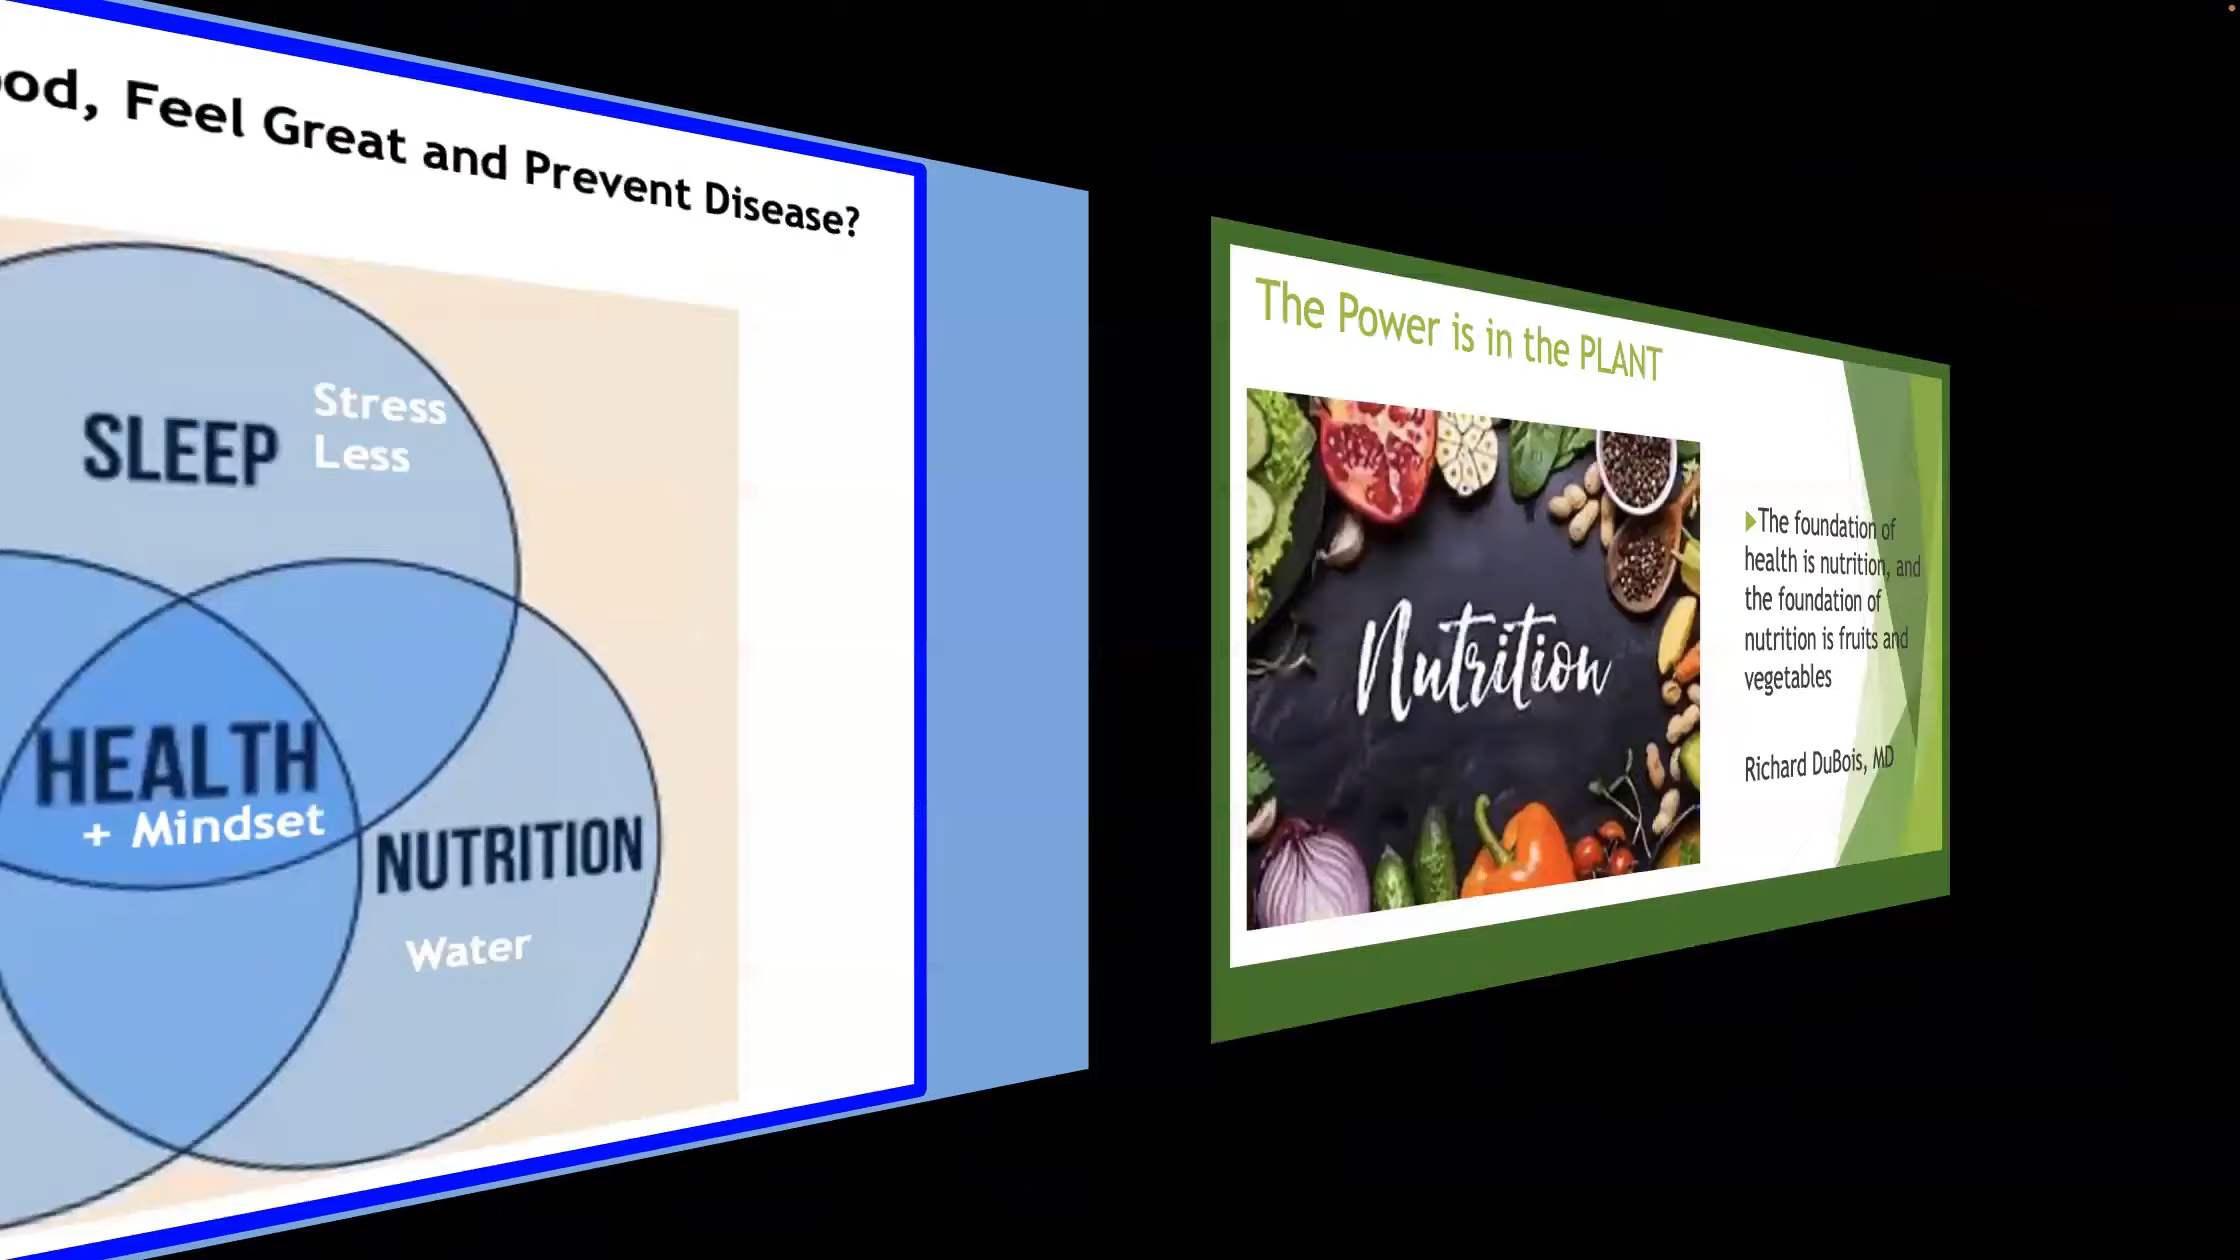 od, Feel Great and Prevent Disease?
SLEEP
Stress
Less
HEALTH
+ Mindset
NUTRITION
Water
The Power is in the PLANT
Nutrition
The foundation of
health is nutrition, and
the foundation of
nutrition is fruits and
vegetables
Richard DuBois, MD